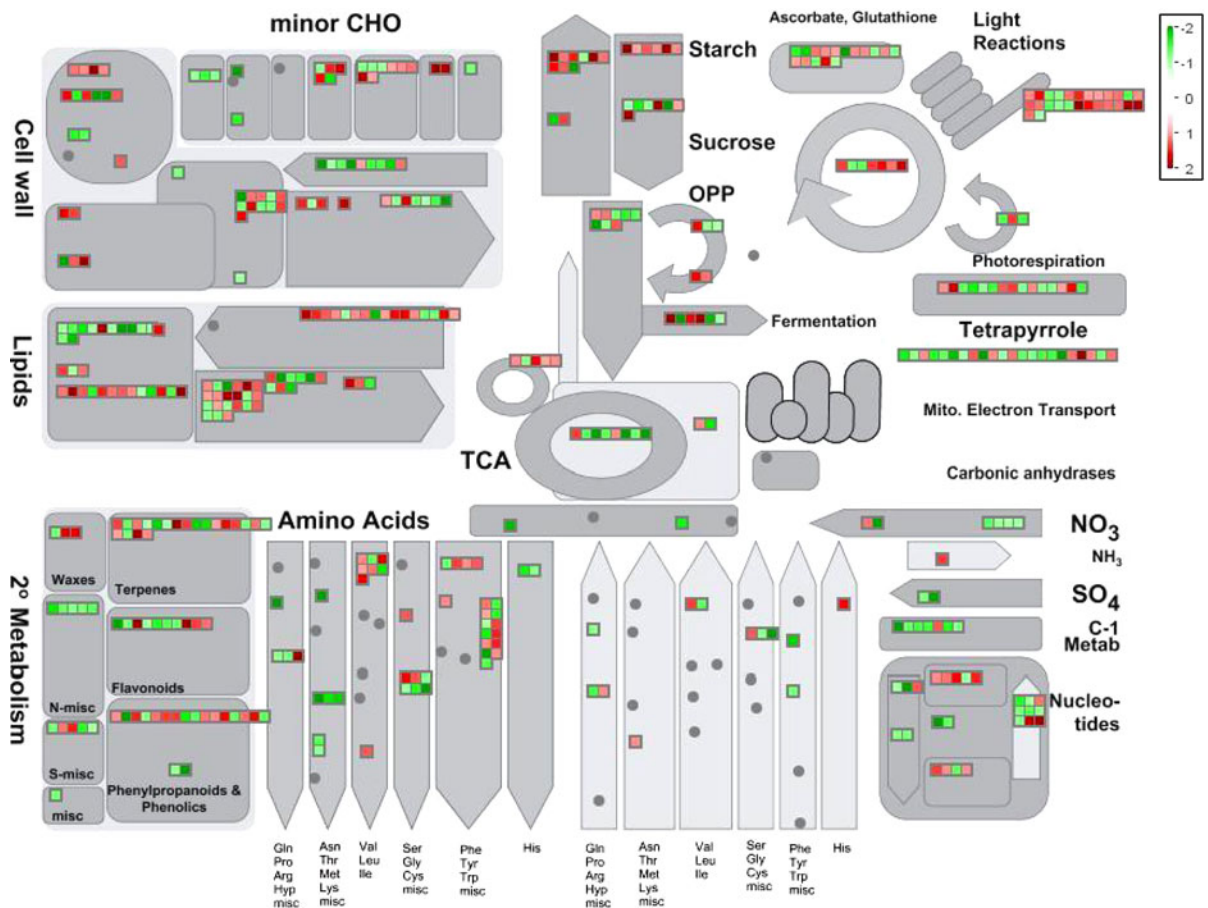 minor CHO
Ascorbate, Glutathione
Light
Reactions
-2
-1
0
1
2
Starch
Sucrose
OPP
Cell wall
Photorespiration
Tetrapyrrole
Fermentation
Lipids
Mito. Electron Transport
TCA
Carbonic anhydrases
Amino Acids
NO3
NH3
SO4
C-1
Metab
Nucleo-
tides
2º Metabolism
Waxes
Terpenes
N-misc
Flavonoids
S-misc
Phenylpropanoids &
Phenolics
misc
Gln
Pro
Arg
Hyp
misc
Asn
Thr
Met
Lys
misc
Val
Leu
Ile
Ser
Gly
Cys
misc
Phe
Tyr
Trp
misc
His
Gln
Pro
Arg
Hyp
misc
Asn
Thr
Met
Lys
misc
Val
Leu
Ile
Ser
Gly
Cys
misc
Phe
Tyr
Trp
misc
His